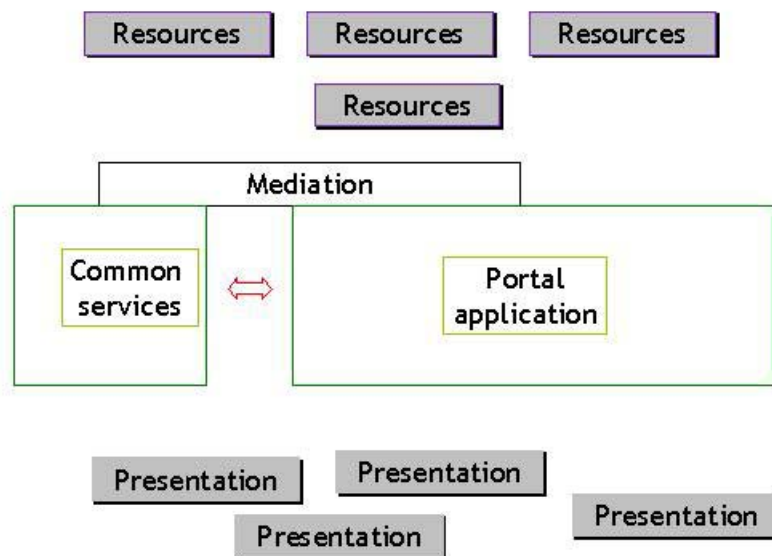 Resources
Resources
Resources
Resources
Mediation
Common
services
Portal
application
Presentation
Presentation
Presentation
Presentation